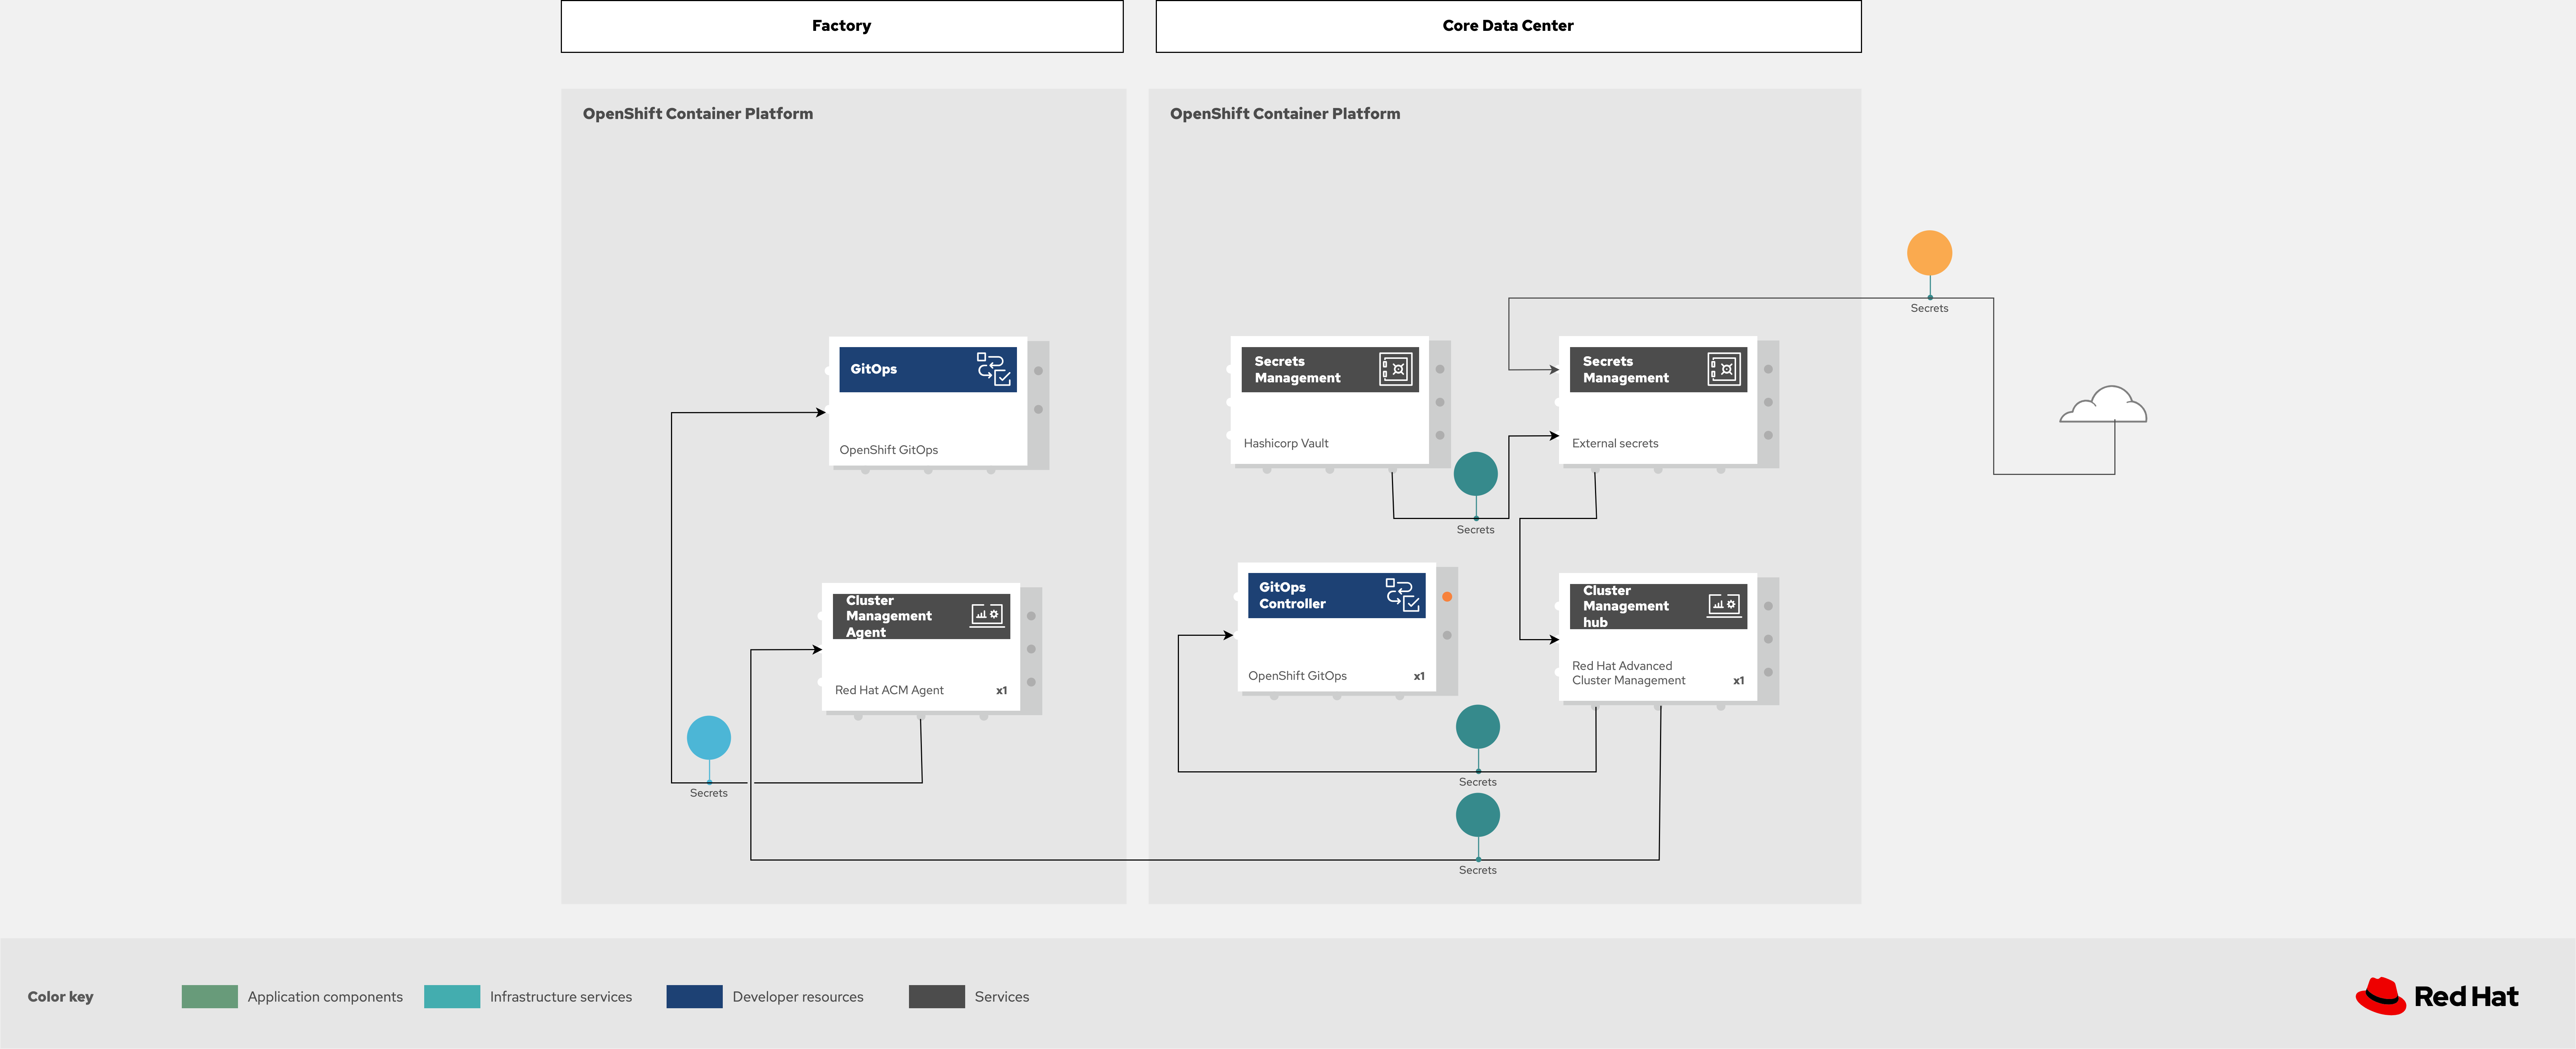 Factory
Core Data Center
OpenShift Container Platform
OpenShift Container Platform
Secrets
GitOps
OpenShift GitOps
Secrets
Management
Hashicorp Vault
Secrets
Management
External secrets
Secrets
Cluster
Management
Agent
Red Hat ACM Agent
x1
GitOps
Controller
OpenShift GitOps
x1
Cluster
Management
hub
Red Hat Advanced
Cluster Management
x1
Secrets
Secrets
Secrets
Color key
Application components
Infrastructure services
Developer resources
Services
Red Hat